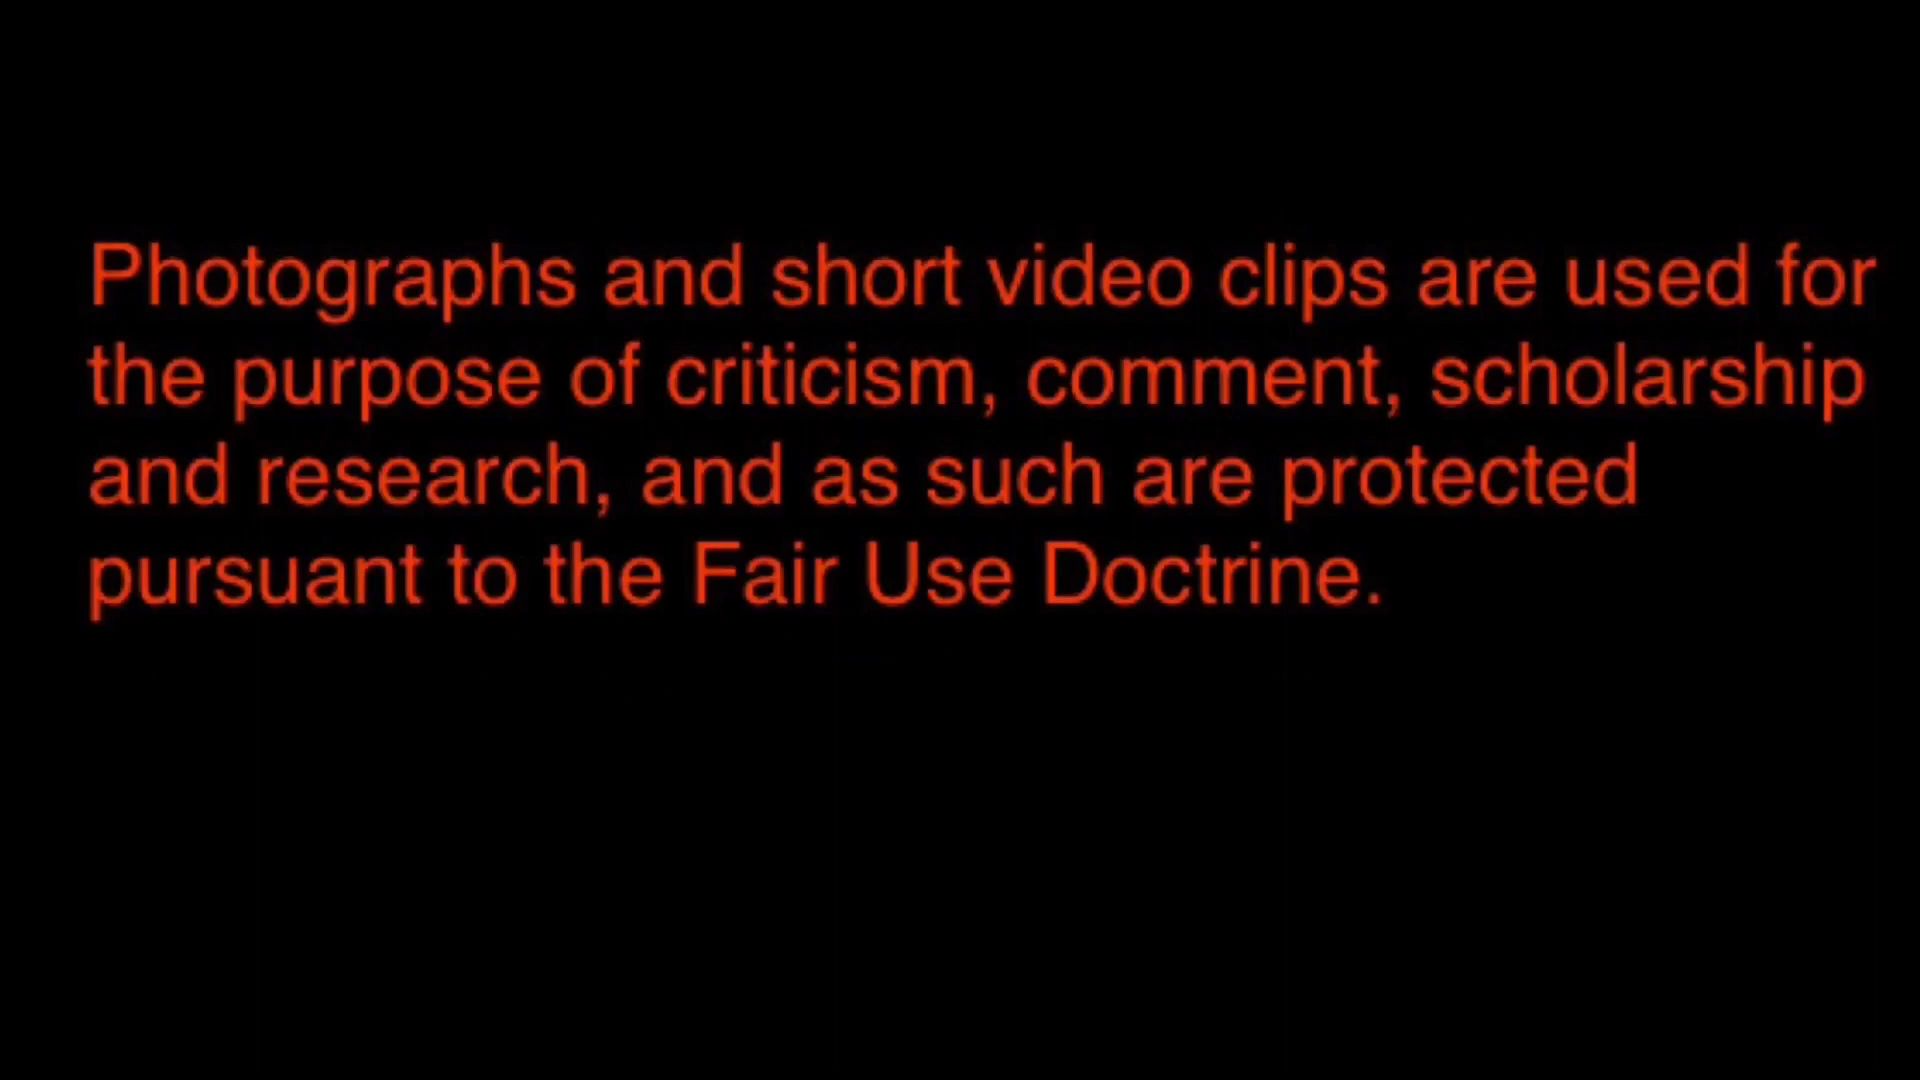 Photographs and short video clips are used for
the purpose of criticism, comment, scholarship
and research, and as such are protected
pursuant to the Fair Use Doctrine.